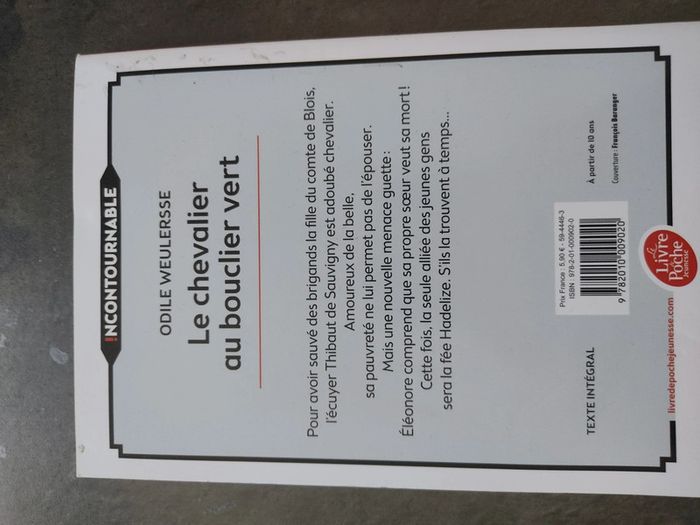 INCONTOURNABLE
ODILE WEULERSSE
Le chevalier
au bouclier vert
Pour avoir sauvé des brigands la fille du comte de Blois,
l'écuyer Thibaut de Sauvigny est adoubé chevalier.
Amoureux de la belle,
sa pauvreté ne lui permet pas de l'épouser.
Mais une nouvelle menace guette :
Éléonore comprend que sa propre sœur veut sa mort !
Cette fois, la seule alliée des jeunes gens
sera la fée Hadelize. S'ils la trouvent à temps...
TEXTE INTÉGRAL
Prix France : 5,90 € - 59-4446-3
ISBN : 978-2-01-000902-0
9 782010 009020
À partir de 10 ans
Couverture : François Baranger
livredepochejeunesse.com
Le
Livre
de
Poche
Jeunesse